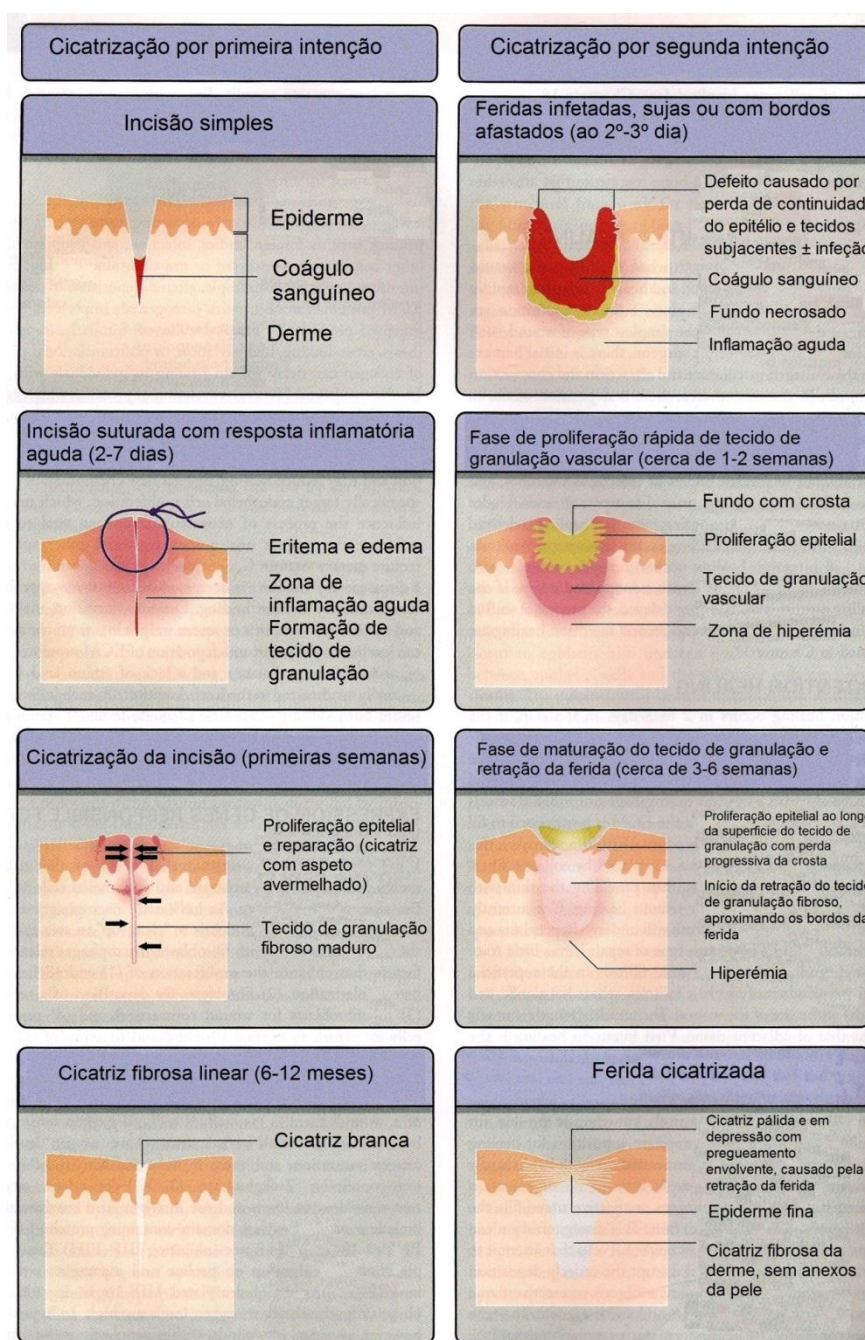 Cicatrização por primeira intenção
Cicatrização por segunda intenção
Incisão simples
Epiderme
Coágulo
sanguíneo
Derme
Feridas infetadas, sujas ou com bordos
afastados (ao 2º-3º dia)
Defeito causado por
perda de continuidad
do epitélio e tecidos
subjacentes ± infeção
Coágulo sanguíneo
Fundo necrosado
Inflamação aguda
Incisão suturada com resposta inflamatória
aguda (2-7 dias)
Eritema e edema
Zona de
inflamação aguda
Formação de
tecido de
granulação
Fase de proliferação rápida de tecido de
granulação vascular (cerca de 1-2 semanas)
Fundo com crosta
Proliferação epitelial
Tecido de granulação
vascular
Zona de hiperémia
Cicatrização da incisão (primeiras semanas)
Proliferação epitelial
e reparação (cicatriz
com aspeto
avermelhado)
Tecido de granulação
fibroso maduro
Fase de maturação do tecido de granulação e
retração da ferida (cerca de 3-6 semanas)
Proliferação epitelial ao longo
da superficie do tecido de
granulação com perda
progressiva da crosta
Início da retração do tecido
de granulação fibroso,
aproximando os bordos da
ferida
Hiperémia
Cicatriz fibrosa linear (6-12 meses)
Cicatriz branca
Ferida cicatrizada
Cicatriz pálida e em
depressão com
pregueamento
envolvente, causado pela
retração da ferida
Epiderme fina
Cicatriz fibrosa da
derme, sem anexos
da pele